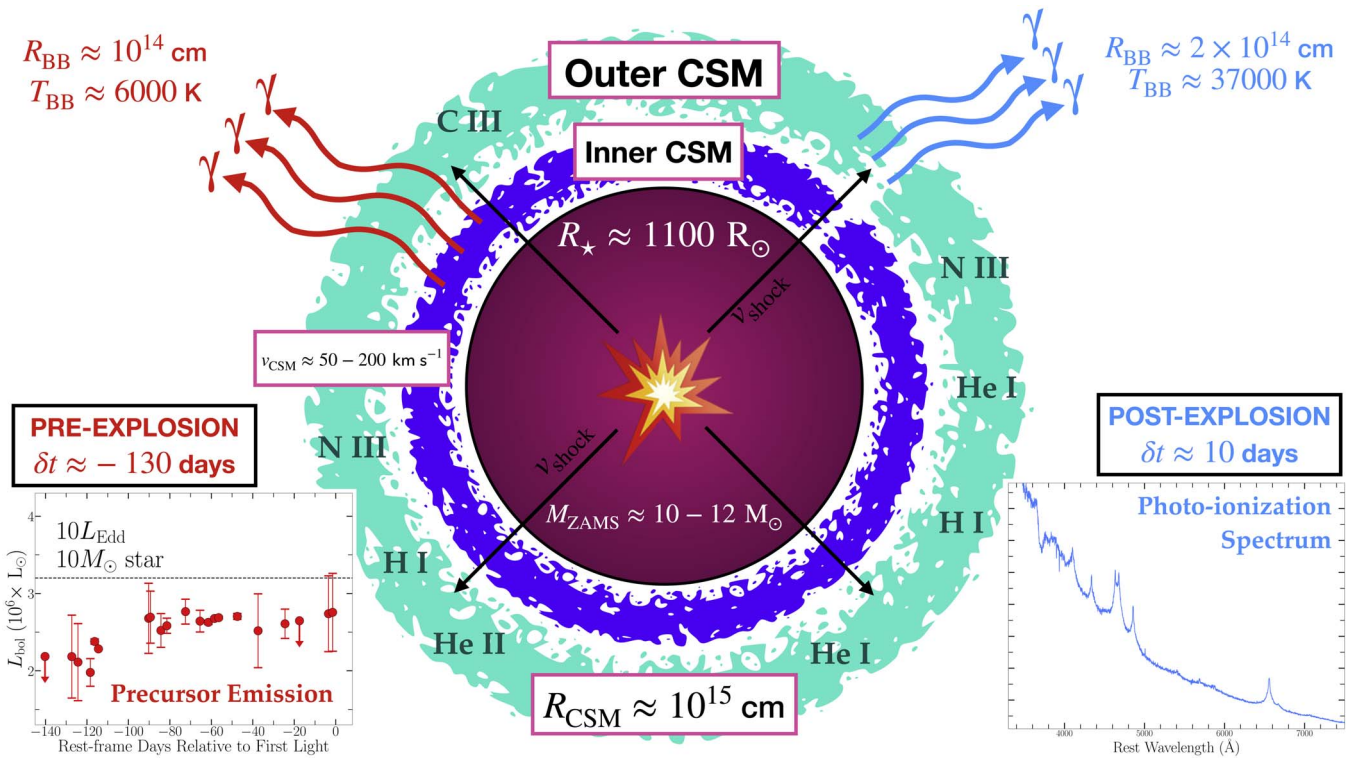 R_BB ≈ 10^14 cm
T_BB ≈ 6000 K
γ
γ
γ
Outer CSM
C III
Inner CSM
γ
γ
γ
R_BB ≈ 2 × 10^14 cm
T_BB ≈ 37000 K
R_★ ≈ 1100 R_⊙
N III
v_shock
v_CSM ≈ 50 – 200 km s^−1
He I
PRE-EXPLOSION
δt ≈ – 130 days
N III
v_shock
POST-EXPLOSION
δt ≈ 10 days
M_ZAMS ≈ 10 – 12 M_⊙
H I
H I
He II
He I
R_CSM ≈ 10^15 cm
10L_Edd
10M_⊙ star
L_bol (10^6 × L_⊙)
4
3
2
Precursor Emission
−140 −120 −100 −80 −60 −40 −20 0
Rest-frame Days Relative to First Light
Photo-ionization
Spectrum
4000 5000 6000 7000
Rest Wavelength (Å)